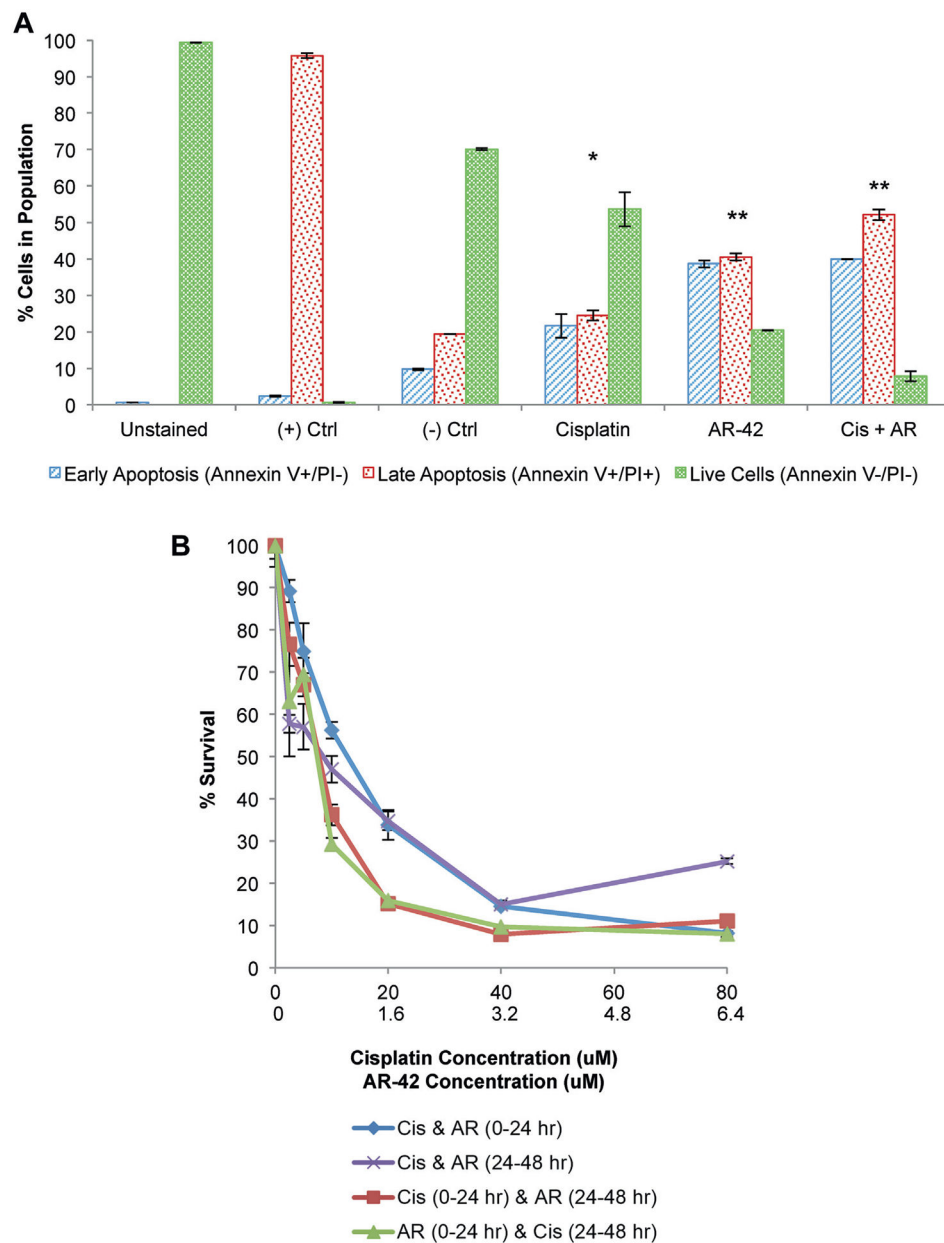 A
100
90
80
70
60
50
40
30
20
10
0
% Cells in Population
*
**
**
Unstained (+) Ctrl (-) Ctrl Cisplatin AR-42 Cis + AR
Early Apoptosis (Annexin V+/PI-) Late Apoptosis (Annexin V+/PI+) Live Cells (Annexin V-/PI-)
B
100
90
80
70
60
50
40
30
20
10
0
% Survival
0 20 40 60 80
0 1.6 3.2 4.8 6.4
Cisplatin Concentration (uM)
AR-42 Concentration (uM)
Cis & AR (0-24 hr)
Cis & AR (24-48 hr)
Cis (0-24 hr) & AR (24-48 hr)
AR (0-24 hr) & Cis (24-48 hr)